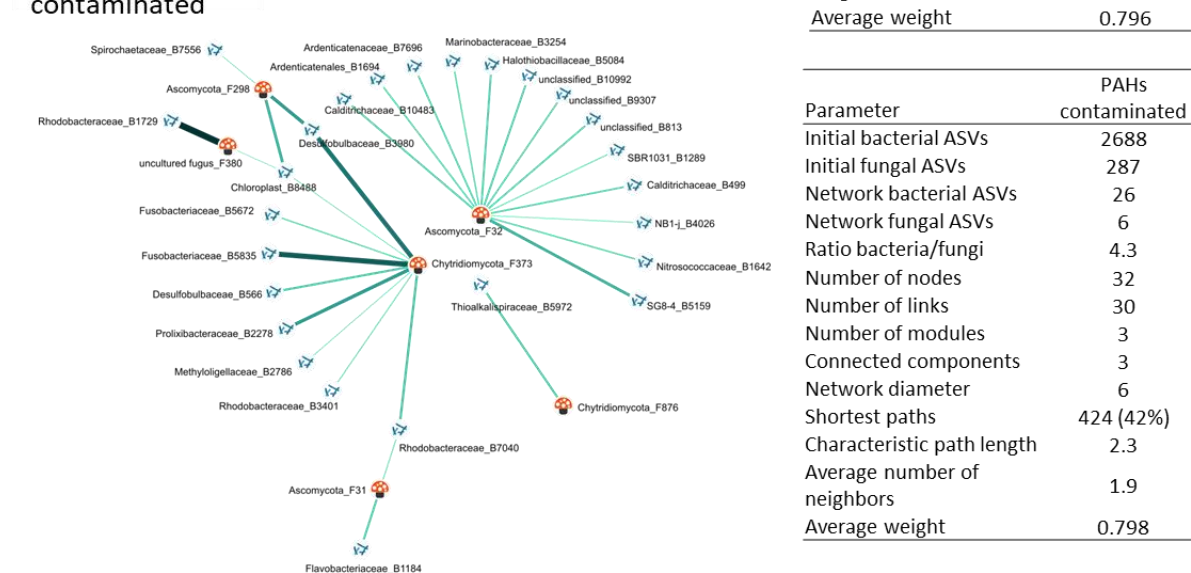 contaminated
Spirochaetaceae_B7556
Ascomycota_F298
Rhodobacteraceae_B1729
uncultured fugus_F380
Chloroplast_B8488
Desulfobulbaceae_B3980
Fusobacteriaceae_B5672
Fusobacteriaceae_B5835
Desulfobulbaceae_B566
Prolixibacteraceae_B2278
Methyloligellaceae_B2786
Rhodobacteraceae_B3401
Chytridiomycota_F373
Rhodobacteraceae_B7040
Ascomycota_F31
Flavobacteriaceae_B1184
Ardenticatenaceae_B7696
Ardenticatenales_B1694
Calditrichaceae_B10483
Marinobacteraceae_B3254
Halothiobacillaceae_B5084
unclassified_B10992
unclassified_B9307
unclassified_B813
SBR1031_B1289
Calditrichaceae_B499
NB1-j_B4026
Nitrosococcaceae_B1642
SG8-4_B5159
Ascomycota_F32
Thioalkalispiraceae_B5972
Chytridiomycota_F876
Average weight 0.796
PAHs
Parameter contaminated
Initial bacterial ASVs 2688
Initial fungal ASVs 287
Network bacterial ASVs 26
Network fungal ASVs 6
Ratio bacteria/fungi 4.3
Number of nodes 32
Number of links 30
Number of modules 3
Connected components 3
Network diameter 6
Shortest paths 424 (42%)
Characteristic path length 2.3
Average number of
neighbors 1.9
Average weight 0.798